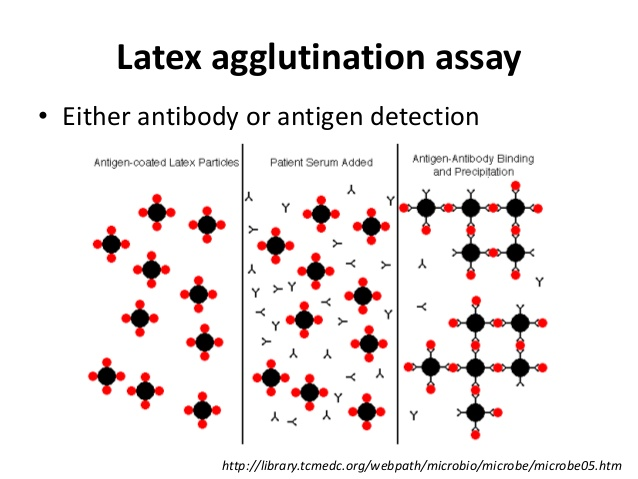 Latex agglutination assay
• Either antibody or antigen detection
Antigen-coated Latex Particles
Patient Serum Added
Antigen-Antibody Binding
and Precipitation
http://library.tcmedc.org/webpath/microbio/microbe/microbe05.htm